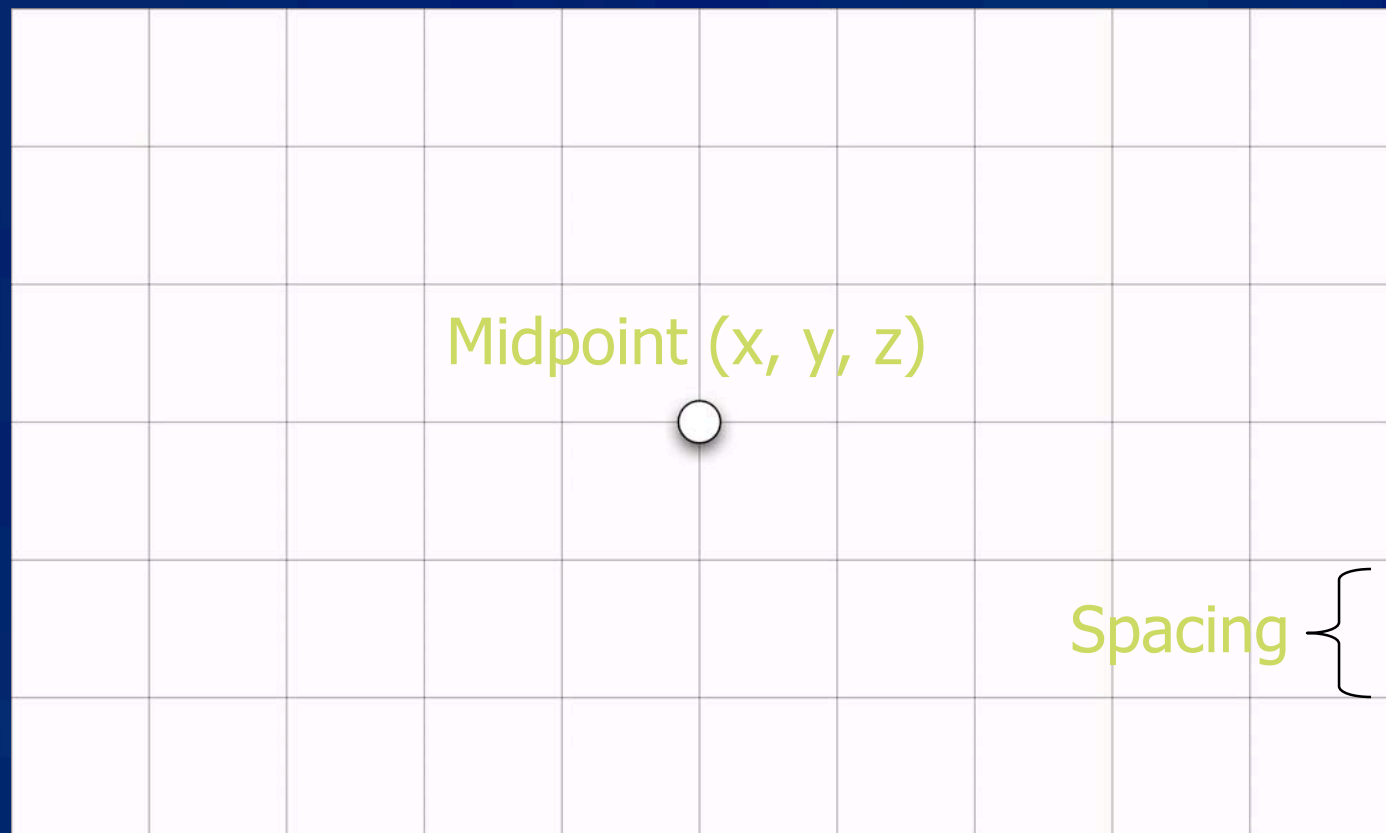 Midpoint (x, y, z)
Spacing